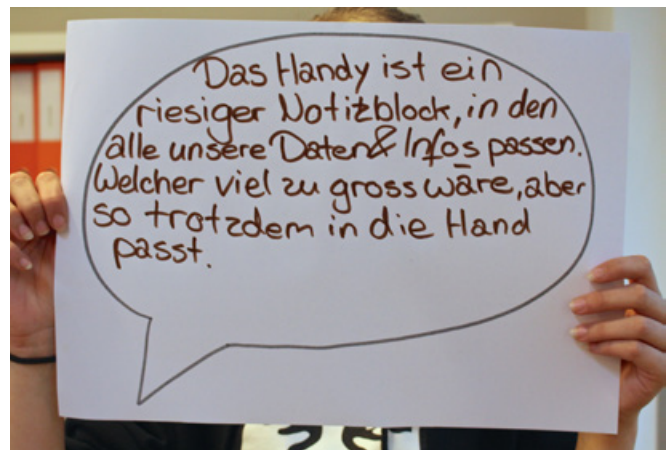 Das Handy ist ein
riesiger Notizblock, in den
alle unsere Daten & Infos passen.
Welcher viel zu gross wäre, aber
so trotzdem in die Hand
passt.